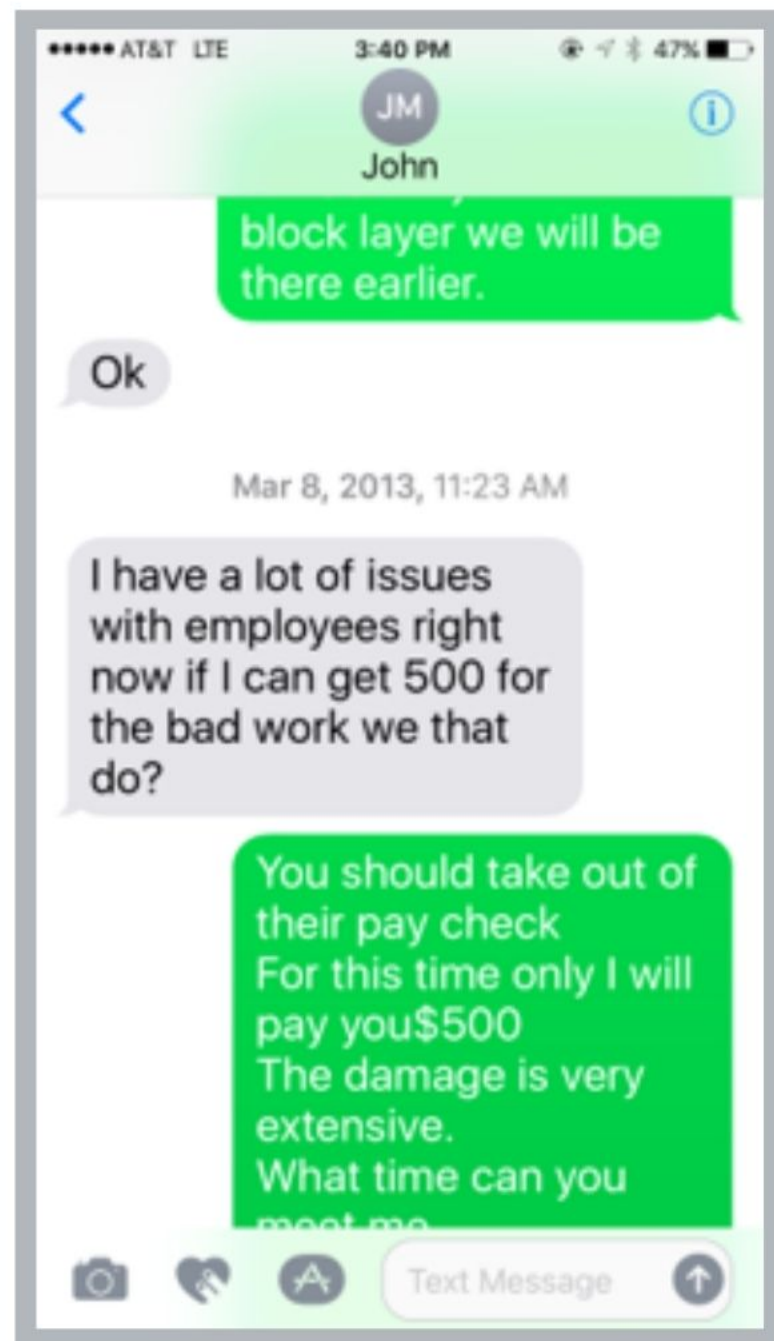 AT&T LTE 3:40 PM 47%
JM
John
block layer we will be
there earlier.
Ok
Mar 8, 2013, 11:23 AM
I have a lot of issues
with employees right
now if I can get 500 for
the bad work we that
do?
You should take out of
their pay check
For this time only I will
pay you$500
The damage is very
extensive.
What time can you
meet me
Text Message